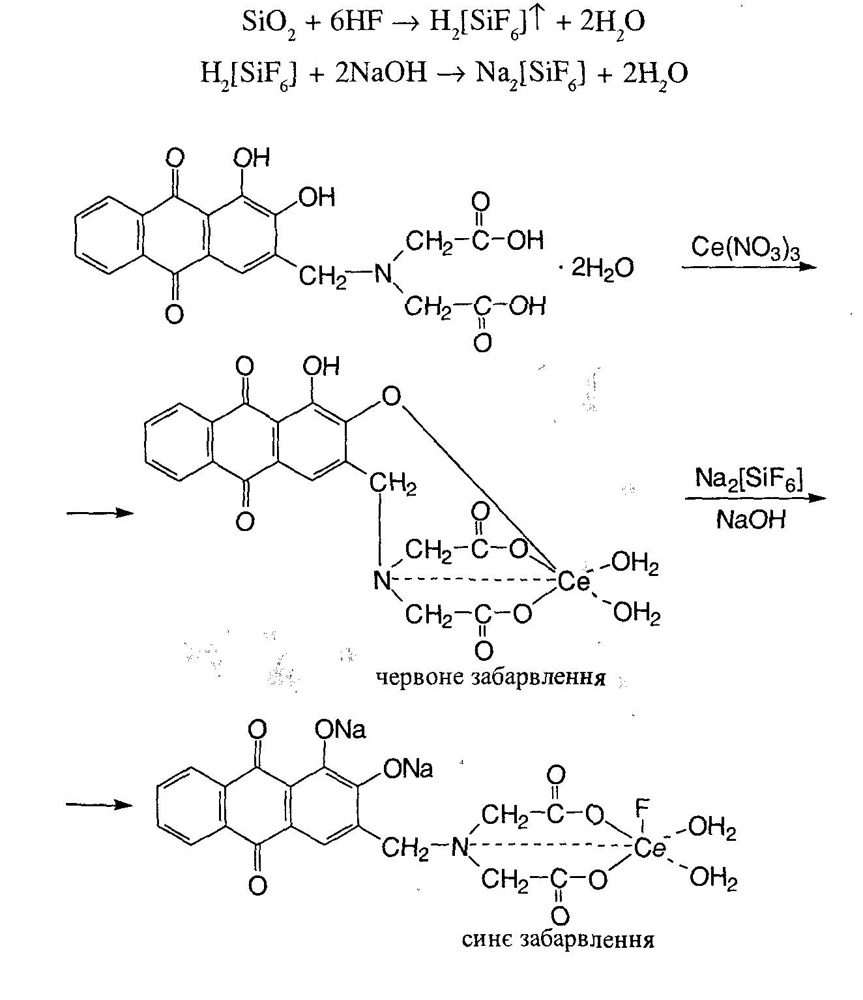 SiO₂ + 6HF → H₂[SiF₆]↑ + 2H₂O
H₂[SiF₆] + 2NaOH → Na₂[SiF₆] + 2H₂O
O OH
OH
O
CH₂–C–OH
CH₂–N · 2H₂O Ce(NO₃)₃
CH₂–C–OH
O
O
O OH
O
CH₂
Na₂[SiF₆]
O
O
NaOH
CH₂–C–O
OH₂
N Ce
CH₂–C–O
OH₂
O
червоне забарвлення
O ONa
ONa
O
CH₂–C–O F
OH₂
CH₂–N Ce
CH₂–C–O
OH₂
O
O
синє забарвлення